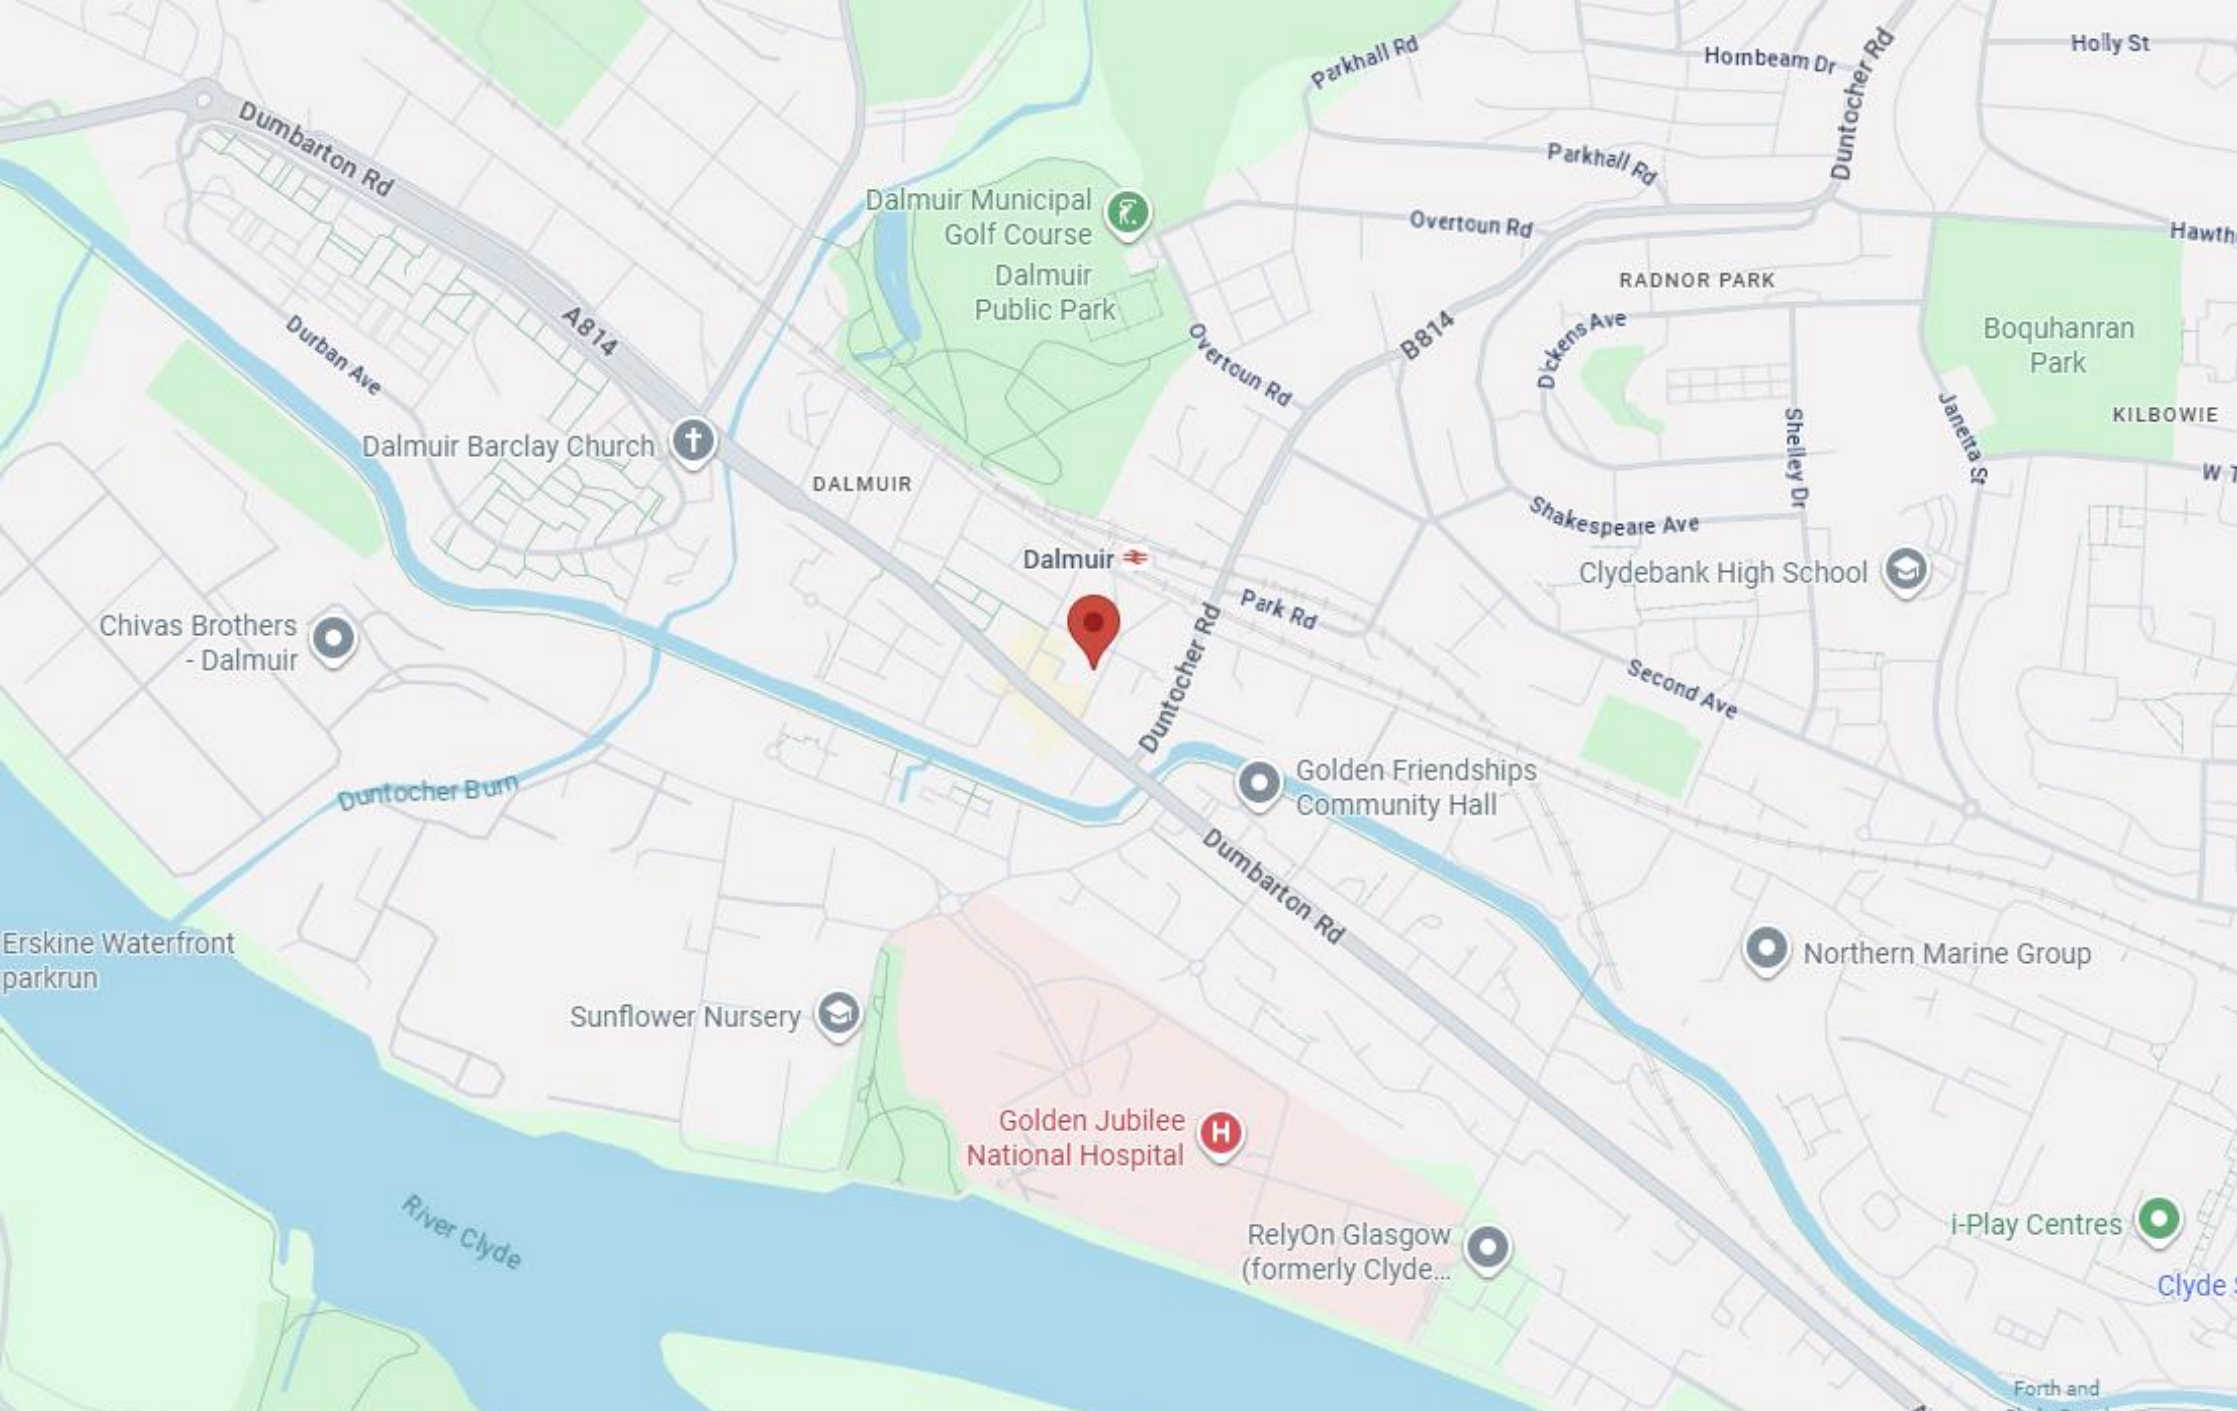 Parkhall Rd
Hornbeam Dr
Duntocher Rd
Holly St
Dumbarton Rd
Parkhall Rd
Dalmuir Municipal
Golf Course
Dalmuir
Public Park
Overtoun Rd
Hawth
RADNOR PARK
A814
Durban Ave
Overtoun Rd
B814
Dickens Ave
Boquhanran
Park
KILBOWIE
Dalmuir Barclay Church
DALMUIR
Shelley Dr
Janetta St
W T
Shakespeare Ave
Dalmuir
Clydebank High School
Park Rd
Chivas Brothers
- Dalmuir
Duntocher Rd
Second Ave
Duntocher Burn
Golden Friendships
Community Hall
Dumbarton Rd
Erskine Waterfront
parkrun
Northern Marine Group
Sunflower Nursery
Golden Jubilee
National Hospital
H
River Clyde
RelyOn Glasgow
(formerly Clyde...
i-Play Centres
Clyde
Forth and